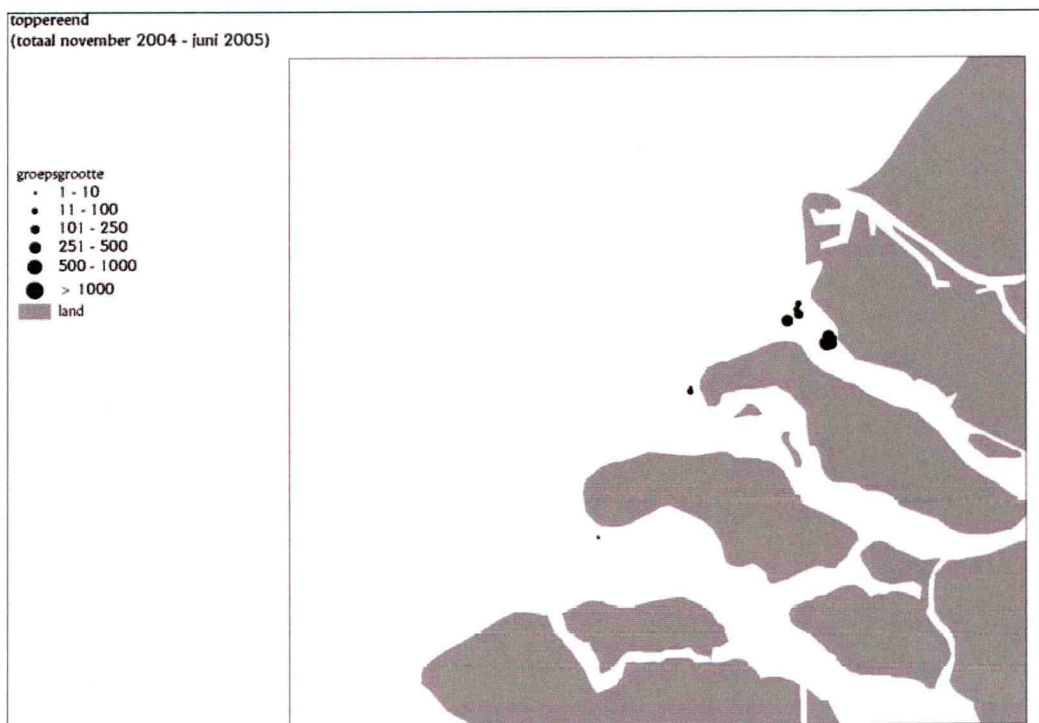 toppereend
(totaal november 2004 - juni 2005)
groepsgrootte
1 - 10
11 - 100
101 - 250
251 - 500
500 - 1000
> 1000
land